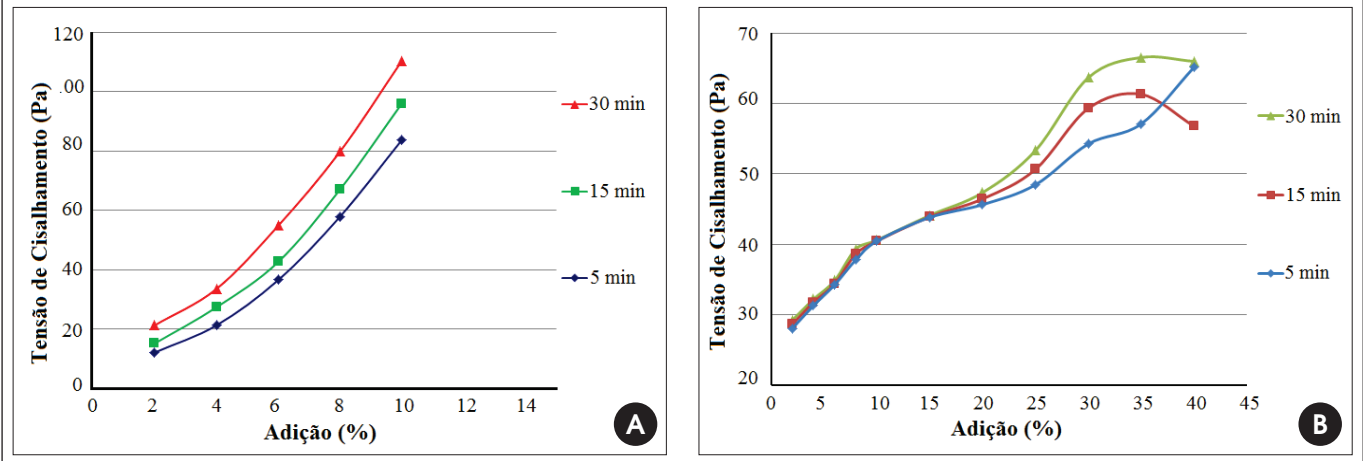 120
.00
80
60
40
20
0
Tensão de Cisalhamento (Pa)
0 2 4 6 8 10 12 14
Adição (%)
30 min
15 min
5 min
A
70
60
50
40
30
20
Tensão de Cisalhamento (Pa)
0 5 10 15 20 25 30 35 40 45
Adição (%)
30 min
15 min
5 min
B